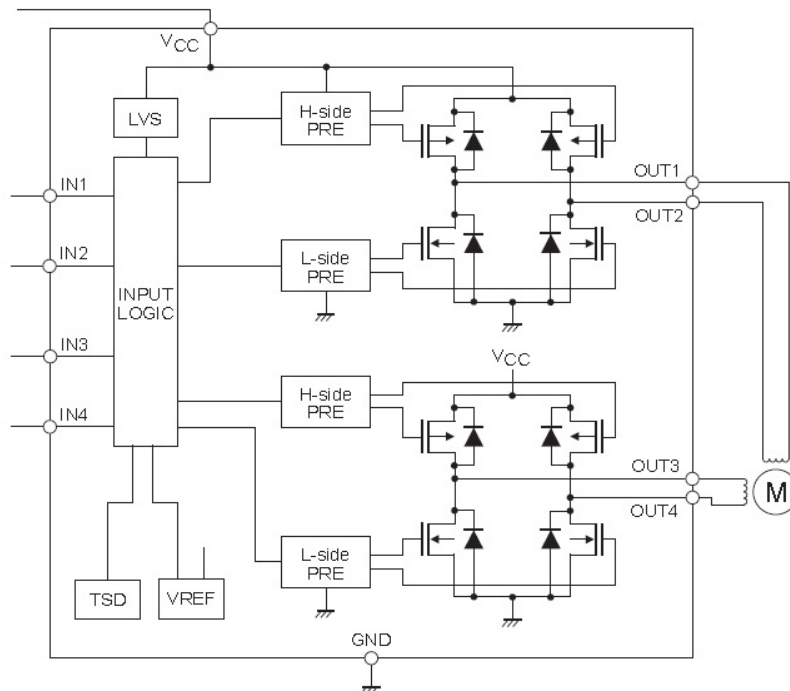 VCC
LVS
H-side
PRE
IN1
OUT1
OUT2
IN2
L-side
PRE
INPUT
LOGIC
IN3
VCC
H-side
PRE
IN4
OUT3
M
OUT4
L-side
PRE
TSD
VREF
GND